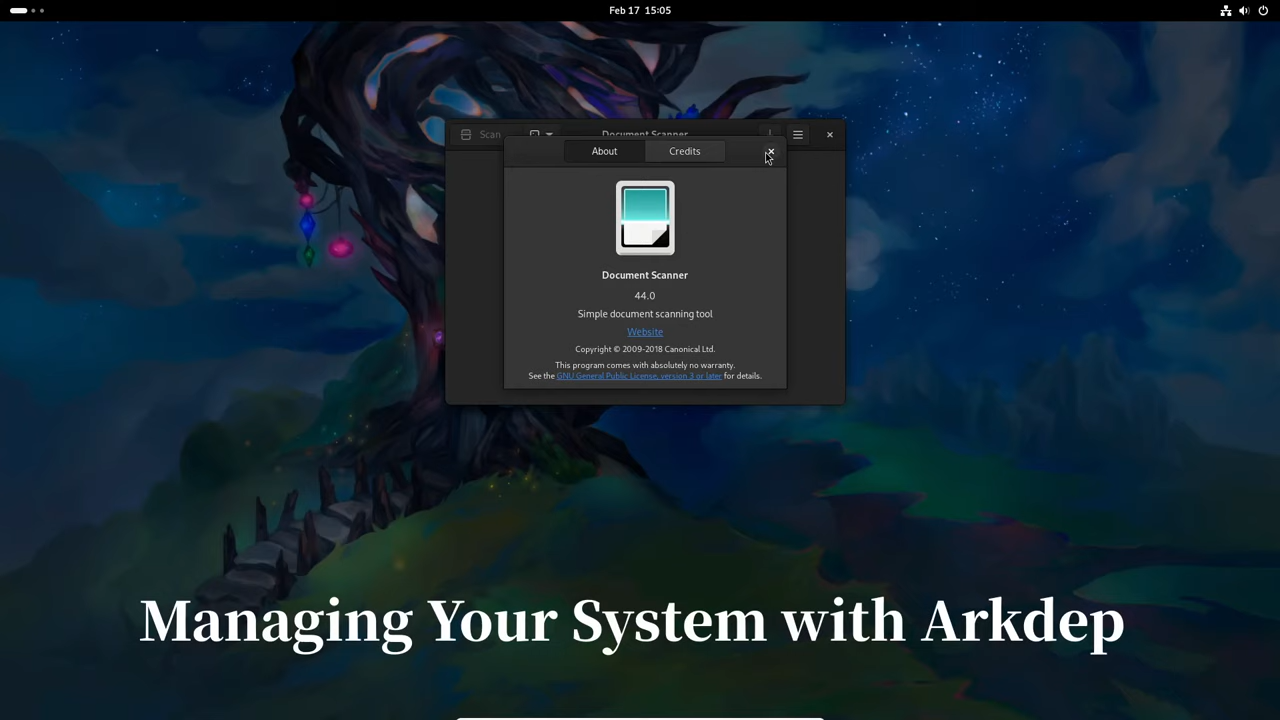 Feb 17 15:05
Scan
Document Scanner
About
Credits
Document Scanner
44.0
Simple document scanning tool
Website
Copyright © 2009-2018 Canonical Ltd.
This program comes with absolutely no warranty.
See the GNU General Public License, version 3 or later for details.
Managing Your System with Arkdep